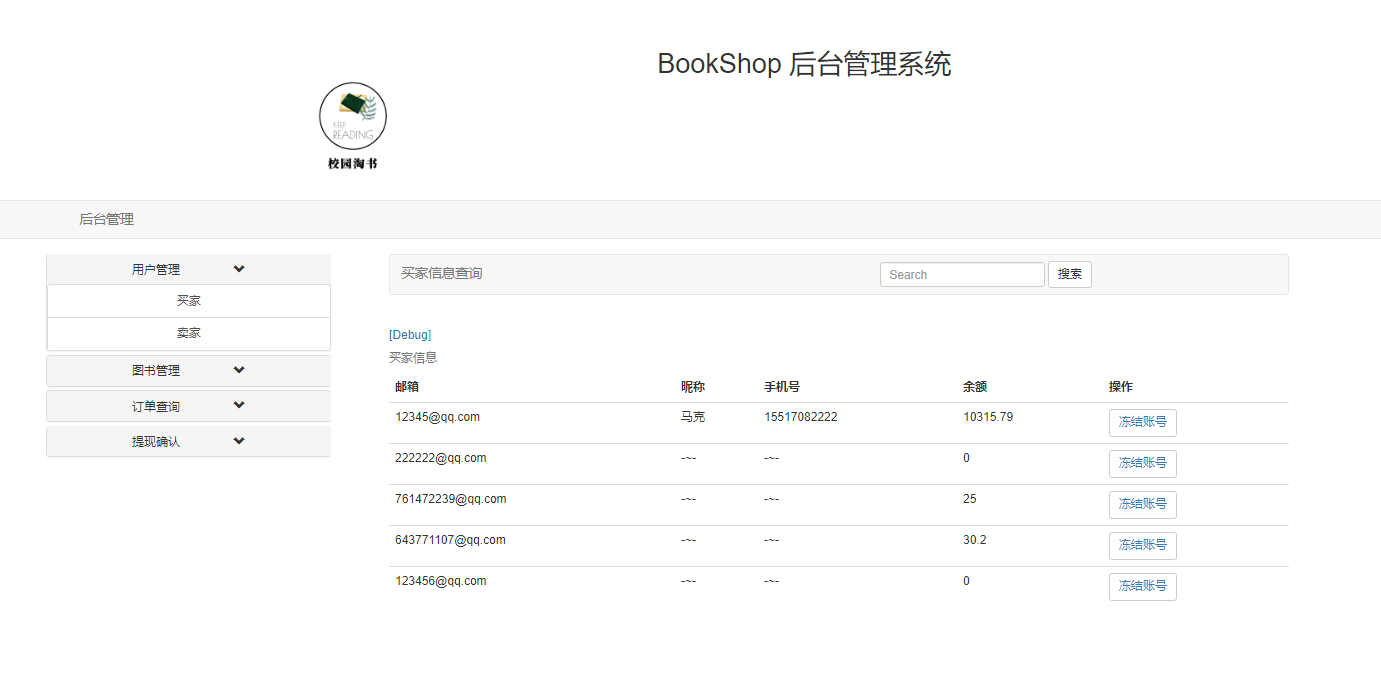 BookShop 后台管理系统
KEEP
READING
校园淘书
后台管理
用户管理
买家
卖家
图书管理
订单查询
提现确认
买家信息查询 Search 搜索
[Debug]
买家信息
邮箱 昵称 手机号 余额 操作
12345@qq.com 马克 15517082222 10315.79 冻结账号
222222@qq.com -~- -~- 0 冻结账号
761472239@qq.com -~- -~- 25 冻结账号
643771107@qq.com -~- -~- 30.2 冻结账号
123456@qq.com -~- -~- 0 冻结账号